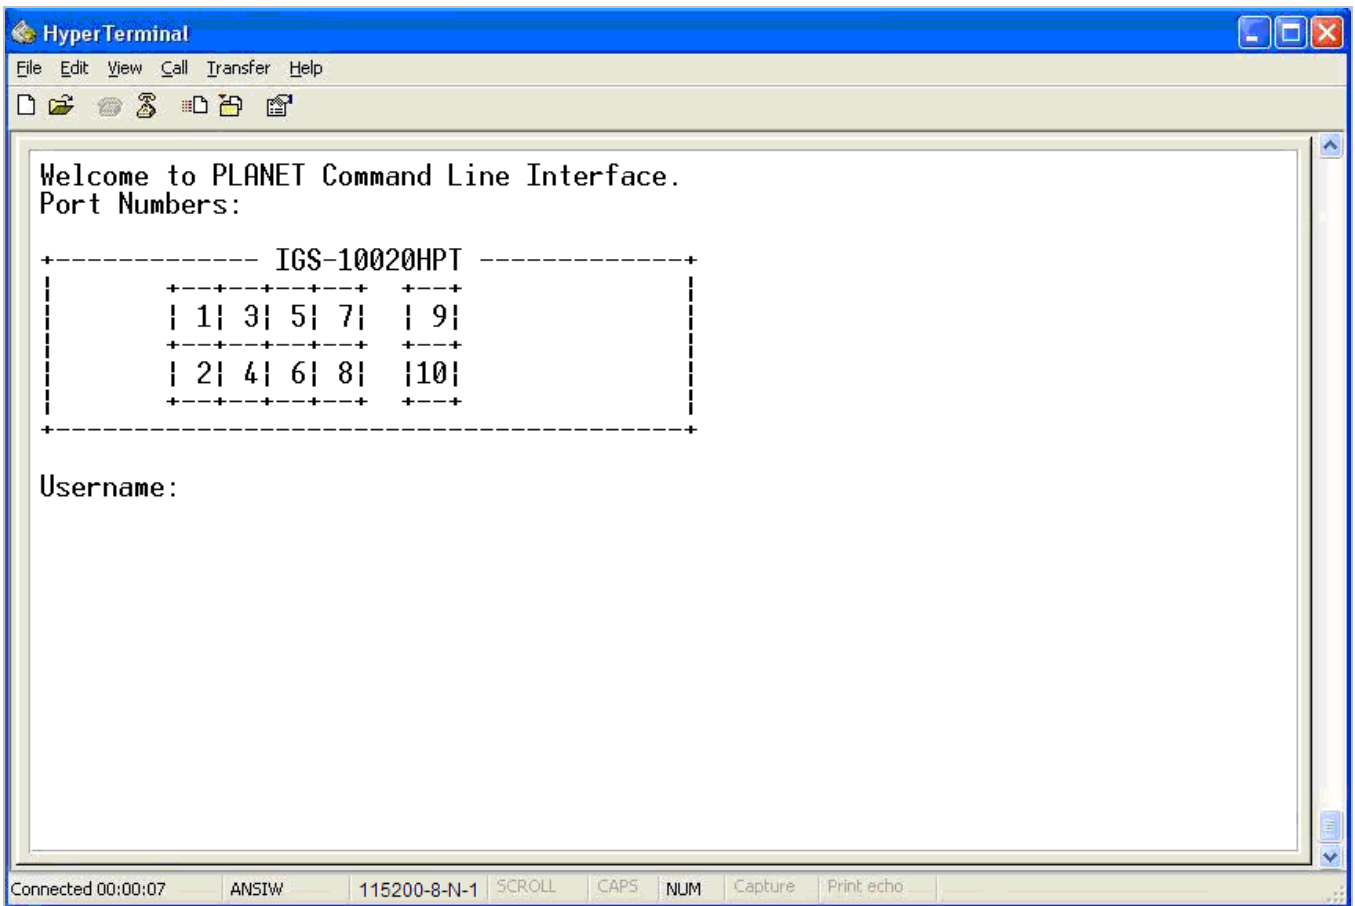 HyperTerminal
File Edit View Call Transfer Help
Welcome to PLANET Command Line Interface.
Port Numbers:
+------------- IGS-10020HPT -------------+
|       +--+--+--+--+  +--+              |
|       | 1| 3| 5| 7|  | 9|              |
|       +--+--+--+--+  +--+              |
|       | 2| 4| 6| 8|  |10|              |
|       +--+--+--+--+  +--+              |
+----------------------------------------+
Username:
Connected 00:00:07 ANSIW 115200-8-N-1 SCROLL CAPS NUM Capture Print echo